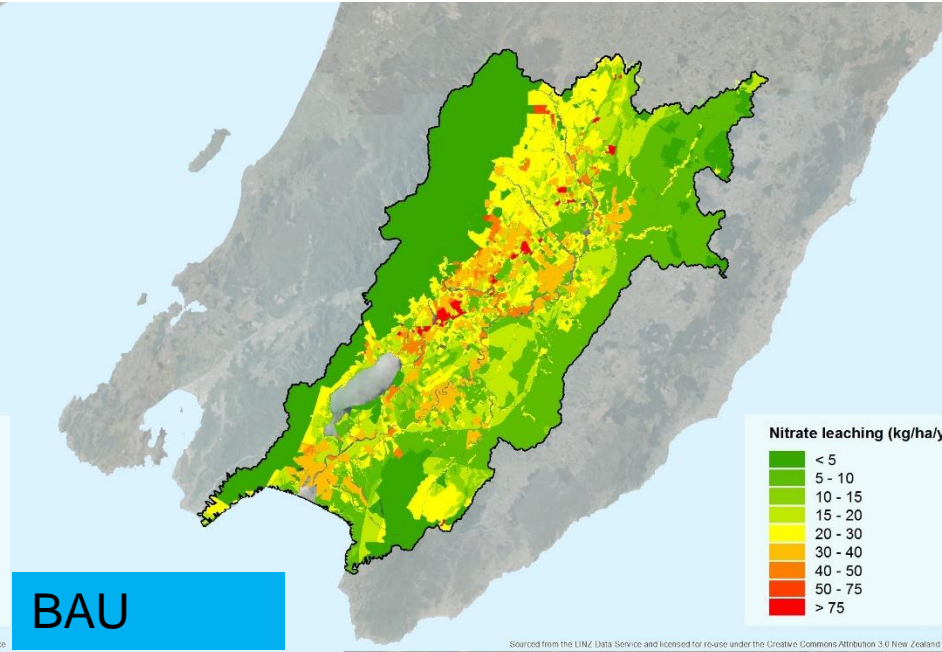 Nitrate leaching (kg/ha/y
< 5
5 - 10
10 - 15
15 - 20
20 - 30
30 - 40
40 - 50
50 - 75
> 75
BAU
Sourced from the LINZ Data Service and licensed for re-use under the Creative Commons Attribution 3.0 New Zealand